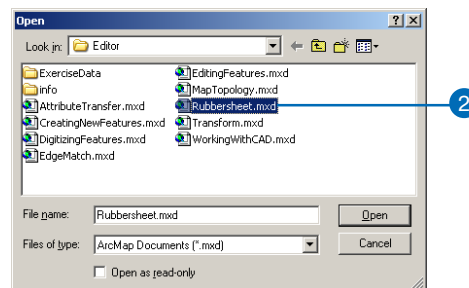 Open
Look in: Editor
ExerciseData
info
AttributeTransfer.mxd
CreatingNewFeatures.mxd
DigitizingFeatures.mxd
EdgeMatch.mxd
EditingFeatures.mxd
MapTopology.mxd
Rubbersheet.mxd
Transform.mxd
WorkingWithCAD.mxd
2
File name: Rubbersheet.mxd Open
Files of type: ArcMap Documents (*.mxd) Cancel
Open as read-only